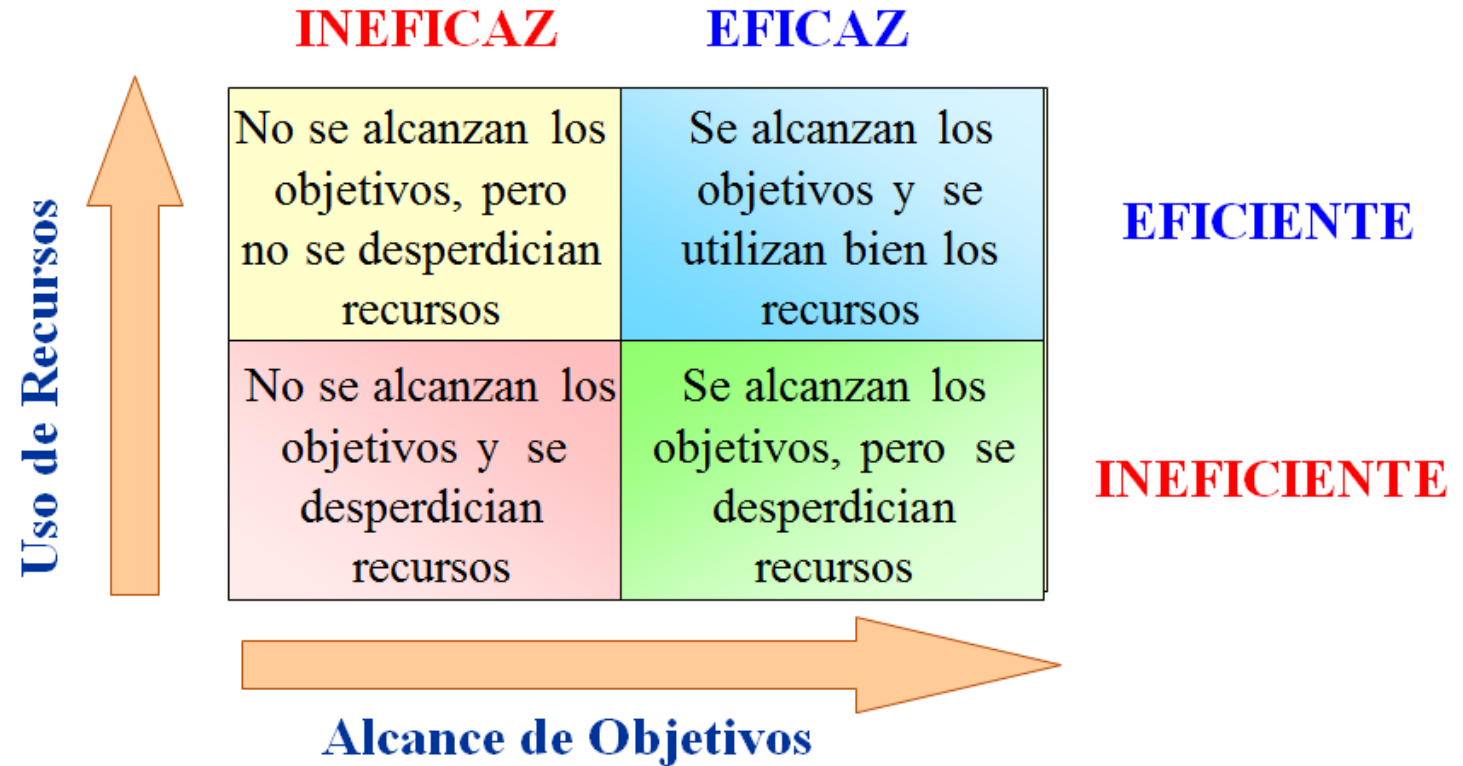 INEFICAZ EFICAZ
No se alcanzan los
objetivos, pero
no se desperdician
recursos
Se alcanzan los
objetivos y se
utilizan bien los
recursos
EFICIENTE
No se alcanzan los
objetivos y se
desperdician
recursos
Se alcanzan los
objetivos, pero se
desperdician
recursos
INEFICIENTE
Uso de Recursos
Alcance de Objetivos